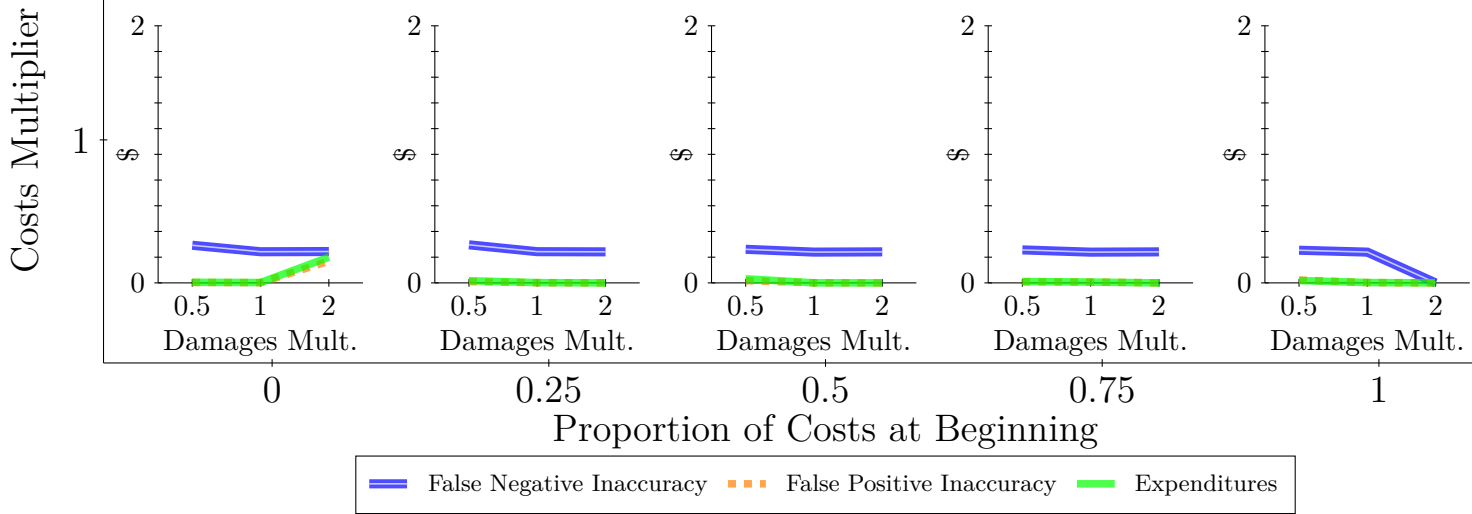 Costs Multiplier
1
2
$
0
0.5 1 2
Damages Mult.
2
$
0
0.5 1 2
Damages Mult.
2
$
0
0.5 1 2
Damages Mult.
2
$
0
0.5 1 2
Damages Mult.
2
$
0
0.5 1 2
Damages Mult.
0 0.25 0.5 0.75 1
Proportion of Costs at Beginning
False Negative Inaccuracy False Positive Inaccuracy Expenditures